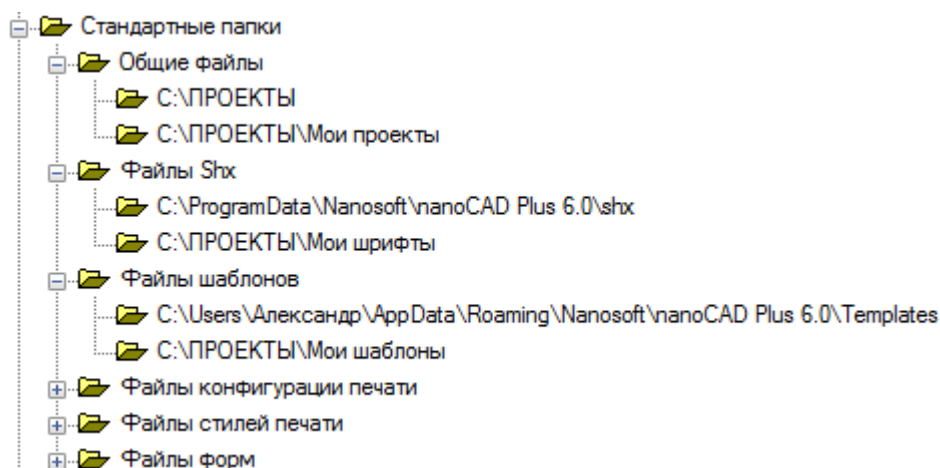 Стандартные папки
Общие файлы
C:\ПРОЕКТЫ
C:\ПРОЕКТЫ\Мои проекты
Файлы Shx
C:\ProgramData\Nanosoft\nanoCAD Plus 6.0\shx
C:\ПРОЕКТЫ\Мои шрифты
Файлы шаблонов
C:\Users\Александр\AppData\Roaming\Nanosoft\nanoCAD Plus 6.0\Templates
C:\ПРОЕКТЫ\Мои шаблоны
Файлы конфигурации печати
Файлы стилей печати
Файлы форм